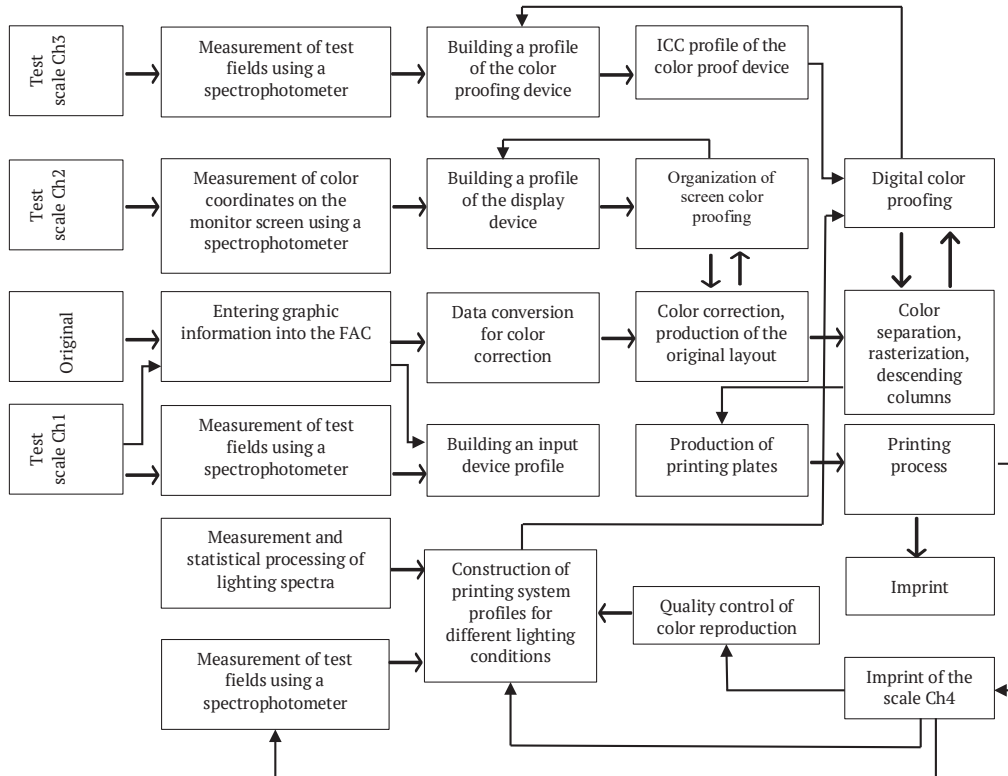 Test
scale Ch3
Measurement of test
fields using a
spectrophotometer
Building a profile
of the color
proofing device
ICC profile of the
color proof device
Test
scale Ch2
Measurement of color
coordinates on the
monitor screen using a
spectrophotometer
Building a profile
of the display
device
Organization of
screen color
proofing
Digital color
proofing
Original
Entering graphic
information into the FAC
Data conversion
for color
correction
Color correction,
production of the
original layout
Color
separation,
rasterization,
descending
columns
Test
scale Ch1
Measurement of test
fields using a
spectrophotometer
Building an input
device profile
Production of
printing plates
Printing
process
Measurement and
statistical processing of
lighting spectra
Construction of
printing system
profiles for
different lighting
conditions
Quality control of
color reproduction
Imprint
Measurement of test
fields using a
spectrophotometer
Imprint of the
scale Ch4